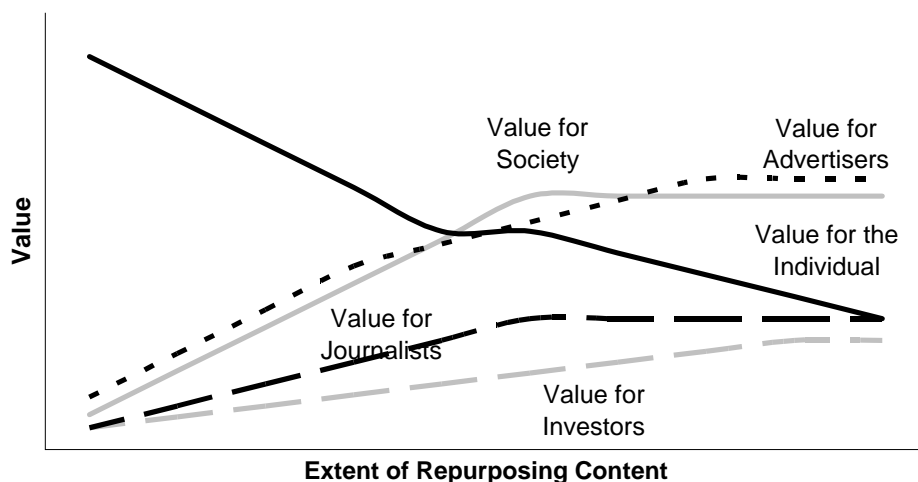 Value for
Society
Value for
Advertisers
Value
Value for the
Individual
Value for
Journalists
Value for
Investors
Extent of Repurposing Content